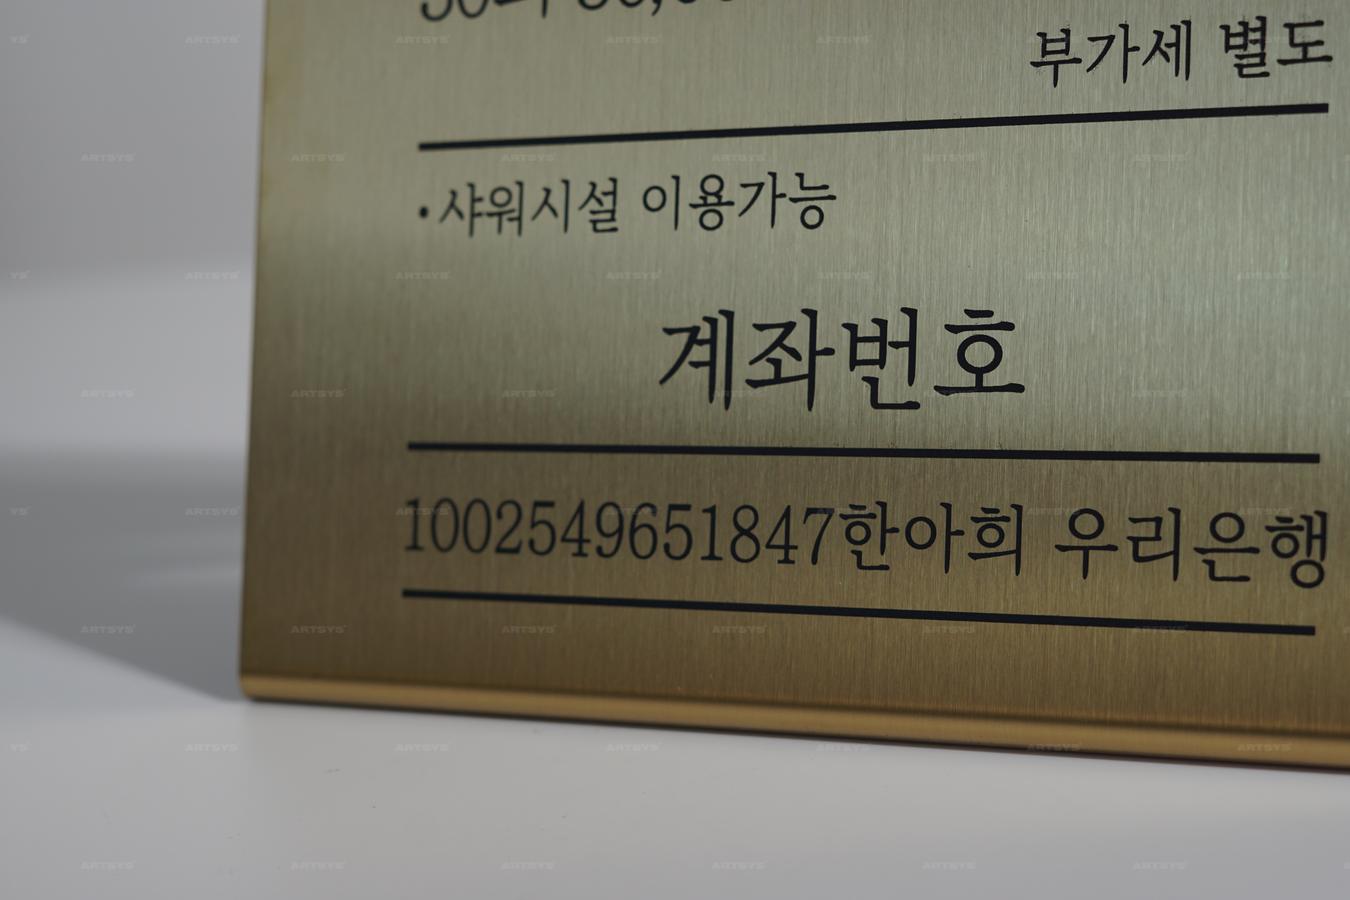 부가세 별도
·샤워시설 이용가능
계좌번호
1002549651847한아희 우리은행
ARTSYS